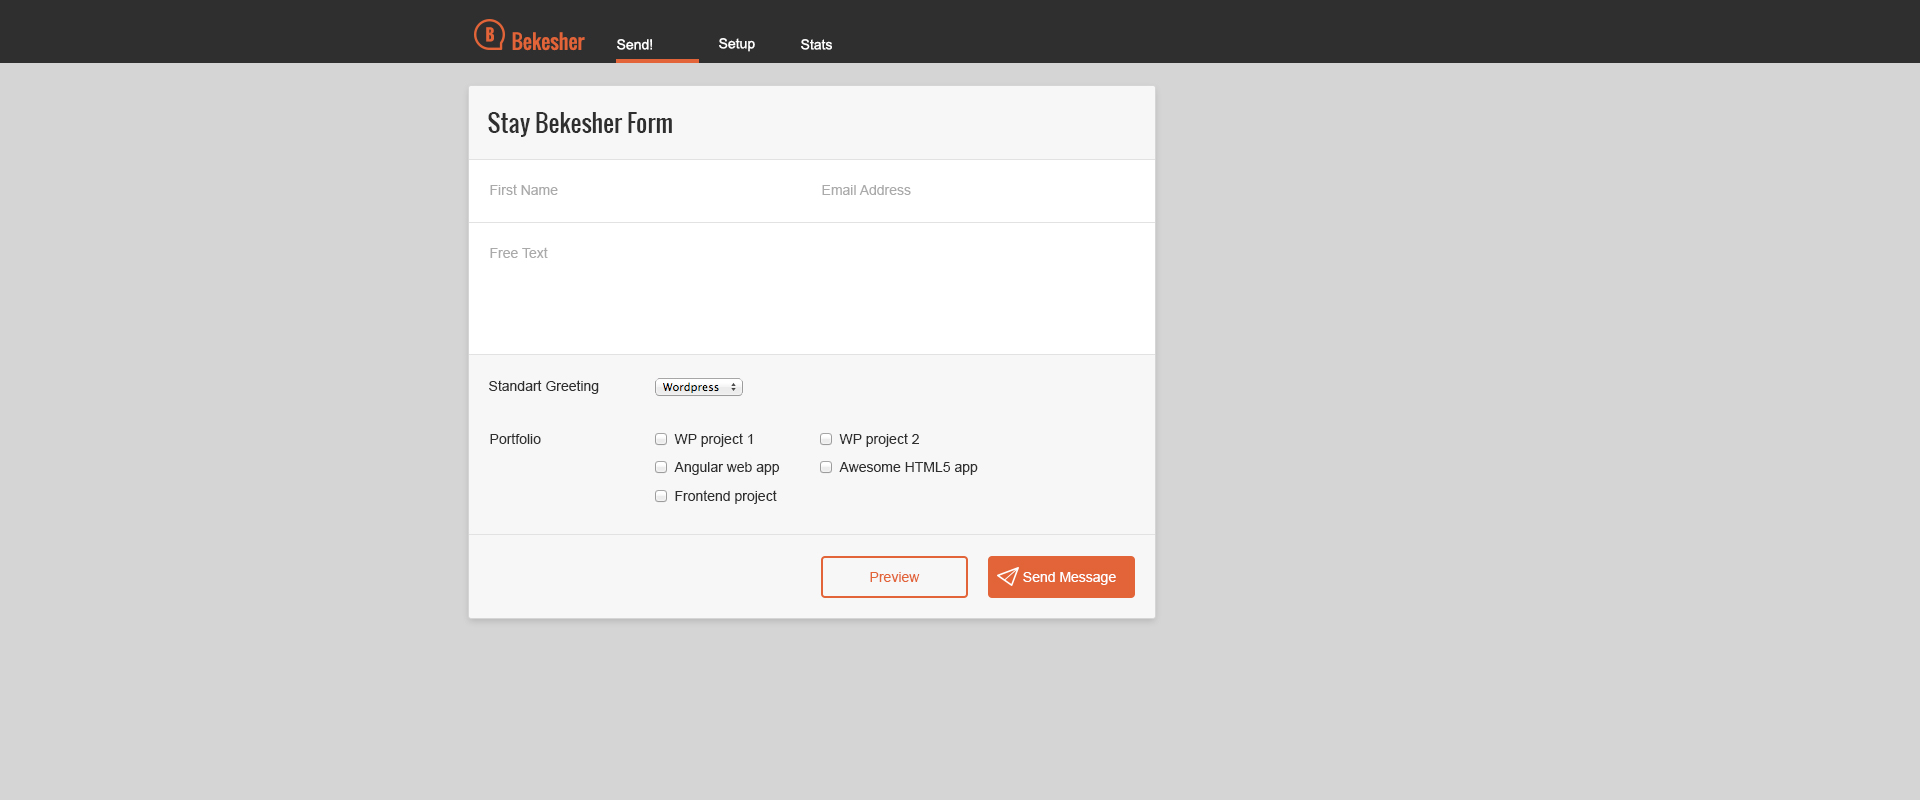 B Bekesher Send! Setup Stats
Stay Bekesher Form
First Name Email Address
Free Text
Standart Greeting Wordpress
Portfolio WP project 1 WP project 2
Angular web app Awesome HTML5 app
Frontend project
Preview Send Message